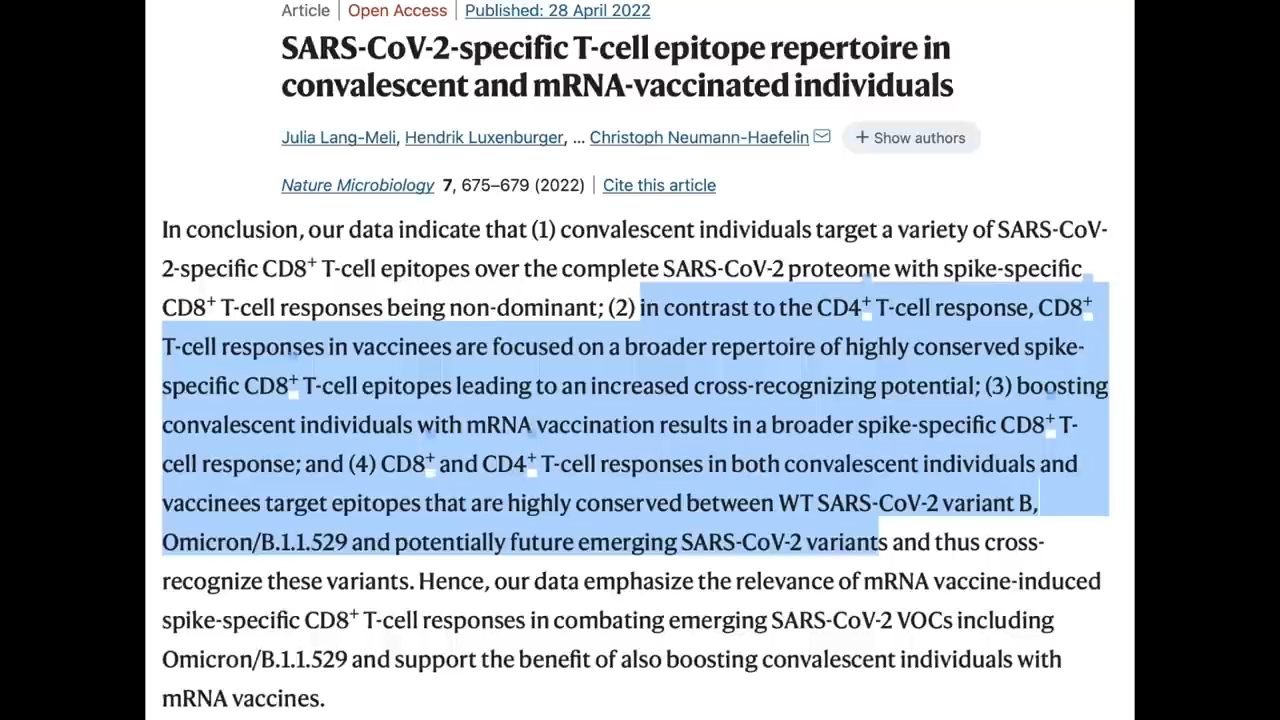 Article | Open Access | Published: 28 April 2022
SARS-CoV-2-specific T-cell epitope repertoire in
convalescent and mRNA-vaccinated individuals
Julia Lang-Meli, Hendrik Luxenburger, ... Christoph Neumann-Haefelin + Show authors
Nature Microbiology 7, 675–679 (2022) | Cite this article
In conclusion, our data indicate that (1) convalescent individuals target a variety of SARS-CoV-
2-specific CD8⁺ T-cell epitopes over the complete SARS-CoV-2 proteome with spike-specific
CD8⁺ T-cell responses being non-dominant; (2) in contrast to the CD4⁺ T-cell response, CD8⁺
T-cell responses in vaccinees are focused on a broader repertoire of highly conserved spike-
specific CD8⁺ T-cell epitopes leading to an increased cross-recognizing potential; (3) boosting
convalescent individuals with mRNA vaccination results in a broader spike-specific CD8⁺ T-
cell response; and (4) CD8⁺ and CD4⁺ T-cell responses in both convalescent individuals and
vaccinees target epitopes that are highly conserved between WT SARS-CoV-2 variant B,
Omicron/B.1.1.529 and potentially future emerging SARS-CoV-2 variants and thus cross-
recognize these variants. Hence, our data emphasize the relevance of mRNA vaccine-induced
spike-specific CD8⁺ T-cell responses in combating emerging SARS-CoV-2 VOCs including
Omicron/B.1.1.529 and support the benefit of also boosting convalescent individuals with
mRNA vaccines.